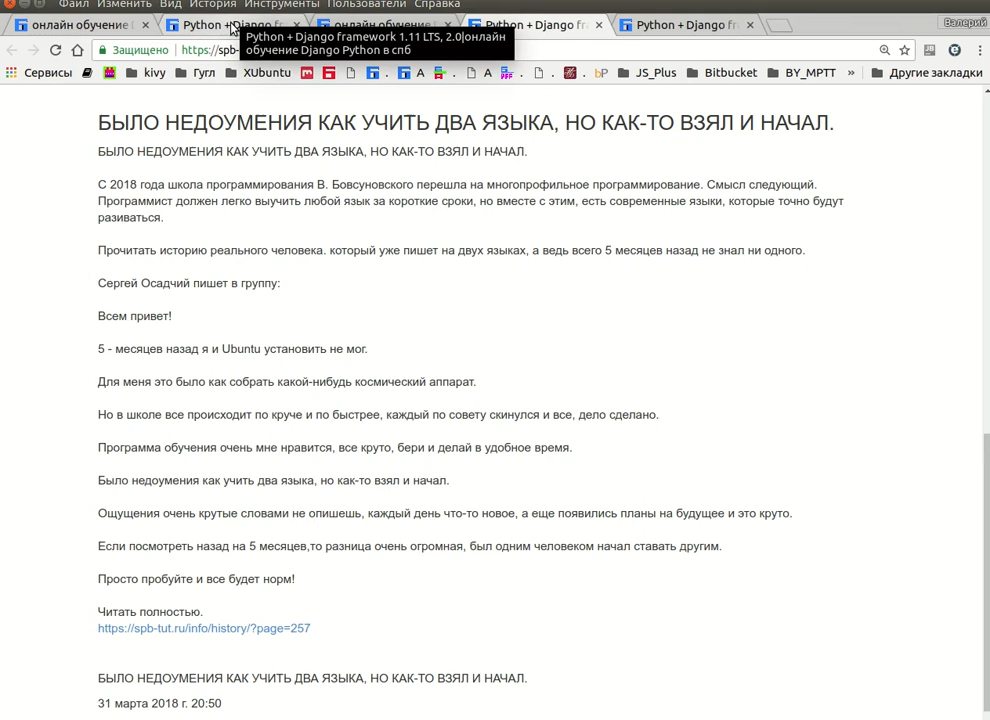 Файл Изменить Вид История Инструменты Пользователи Справка
онлайн обучение Python + Django fr онлайн обучение Python + Django fr Python + Django fr Валерий
Защищено https://spb-
Python + Django framework 1.11 LTS, 2.0|онлайн
обучение Django Python в спб
Сервисы kivy Гугл XUbuntu A A bP JS_Plus Bitbucket BY_MPTT » Другие закладки
БЫЛО НЕДОУМЕНИЯ КАК УЧИТЬ ДВА ЯЗЫКА, НО КАК-ТО ВЗЯЛ И НАЧАЛ.
БЫЛО НЕДОУМЕНИЯ КАК УЧИТЬ ДВА ЯЗЫКА, НО КАК-ТО ВЗЯЛ И НАЧАЛ.
С 2018 года школа программирования В. Бовсуновского перешла на многопрофильное программирование. Смысл следующий.
Программист должен легко выучить любой язык за короткие сроки, но вместе с этим, есть современные языки, которые точно будут
разиваться.
Прочитать историю реального человека. который уже пишет на двух языках, а ведь всего 5 месяцев назад не знал ни одного.
Сергей Осадчий пишет в группу:
Всем привет!
5 - месяцев назад я и Ubuntu установить не мог.
Для меня это было как собрать какой-нибудь космический аппарат.
Но в школе все происходит по круче и по быстрее, каждый по совету скинулся и все, дело сделано.
Программа обучения очень мне нравится, все круто, бери и делай в удобное время.
Было недоумения как учить два языка, но как-то взял и начал.
Ощущения очень крутые словами не опишешь, каждый день что-то новое, а еще появились планы на будущее и это круто.
Если посмотреть назад на 5 месяцев,то разница очень огромная, был одним человеком начал ставать другим.
Просто пробуйте и все будет норм!
Читать полностью.
https://spb-tut.ru/info/history/?page=257
БЫЛО НЕДОУМЕНИЯ КАК УЧИТЬ ДВА ЯЗЫКА, НО КАК-ТО ВЗЯЛ И НАЧАЛ.
31 марта 2018 г. 20:50